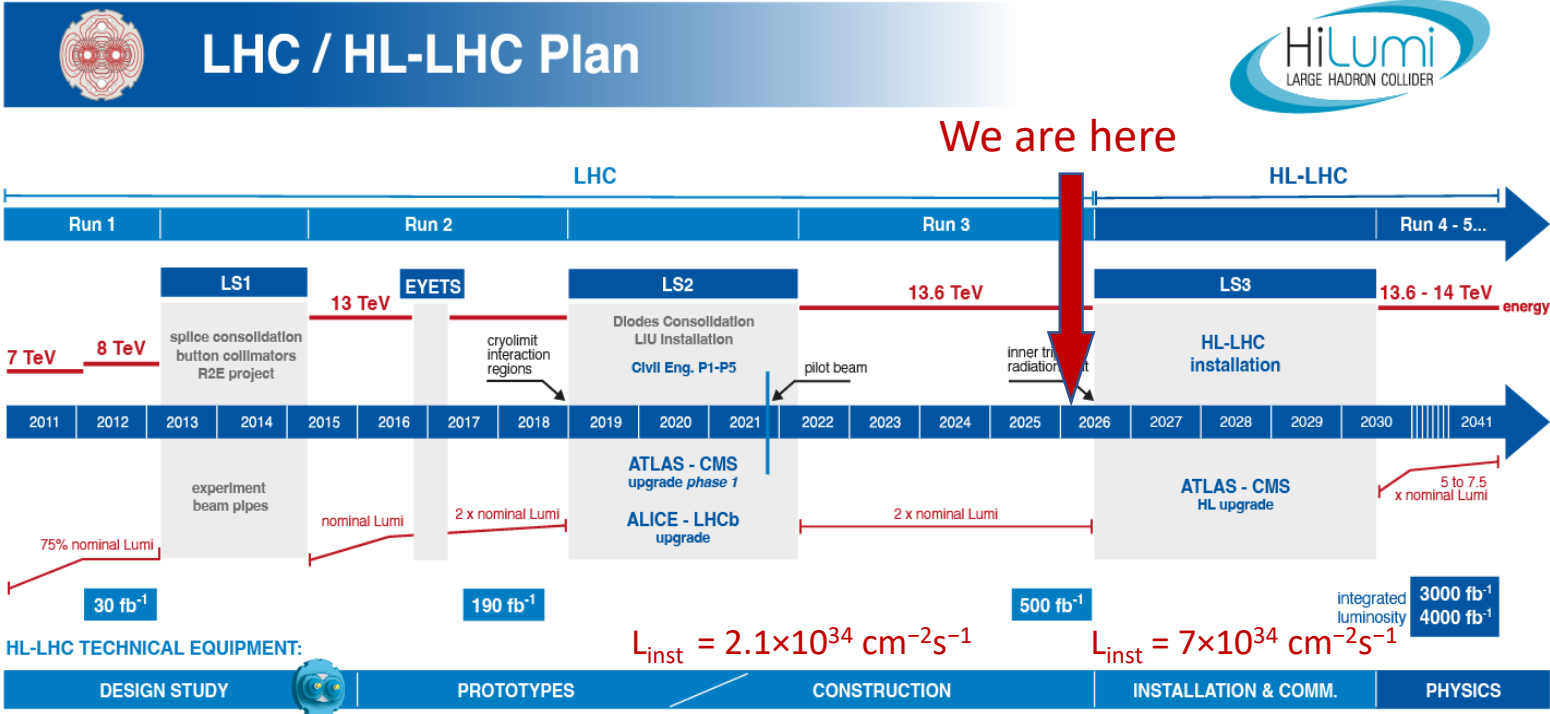 LHC / HL-LHC Plan
HiLumi
LARGE HADRON COLLIDER
We are here
LHC
HL-LHC
Run 1
Run 2
Run 3
Run 4 - 5...
LS1
EYETS
LS2
LS3
13 TeV
13.6 TeV
13.6 - 14 TeV
energy
7 TeV
8 TeV
splice consolidation
button collimators
R2E project
cryolimit
interaction
regions
Diodes Consolidation
LIU Installation
Civil Eng. P1-P5
pilot beam
inner
radiation
HL-LHC
installation
2011
2012
2013
2014
2015
2016
2017
2018
2019
2020
2021
2022
2023
2024
2025
2026
2027
2028
2029
2030
2041
experiment
beam pipes
ATLAS - CMS
upgrade phase 1
ALICE - LHCb
upgrade
ATLAS - CMS
HL upgrade
75% nominal Lumi
nominal Lumi
2 x nominal Lumi
2 x nominal Lumi
5 to 7.5
x nominal Lumi
30 fb⁻¹
190 fb⁻¹
500 fb⁻¹
integrated
luminosity
3000 fb⁻¹
4000 fb⁻¹
L_inst = 2.1×10³⁴ cm⁻²s⁻¹
L_inst = 7×10³⁴ cm⁻²s⁻¹
HL-LHC TECHNICAL EQUIPMENT:
DESIGN STUDY
PROTOTYPES
CONSTRUCTION
INSTALLATION & COMM.
PHYSICS